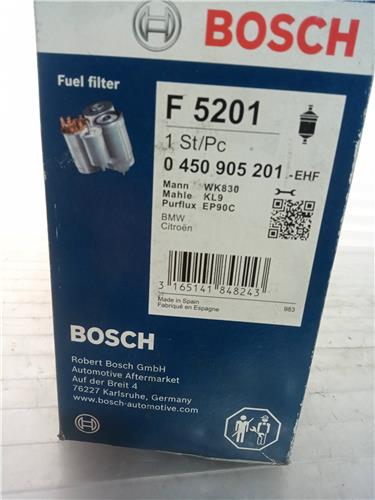 BOSCH
Fuel filter
F 5201
1 St/Pc
0 450 905 201 -EHF
Mann WK830
Mahle KL9
Purflux EP90C
BMW
Citroën
3 165141 848243
Made in Spain
Fabriqué en Espagne
983
BOSCH
Robert Bosch GmbH
Automotive Aftermarket
Auf der Breit 4
76227 Karlsruhe, Germany
www.bosch-automotive.com